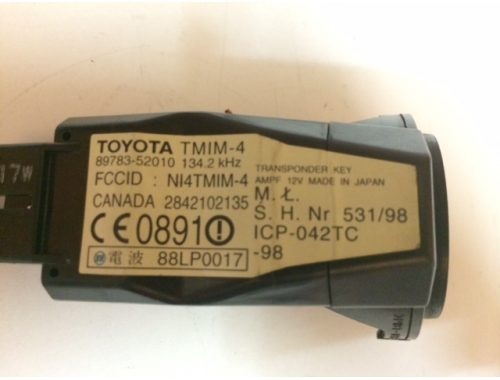 TOYOTA TMIM-4
89783-52010 134.2 kHz
FCCID : NI4TMIM-4
CANADA 2842102135
CE0891
電波 88LP0017
TRANSPONDER KEY
AMPF 12V MADE IN JAPAN
M.Ł.
S. H. Nr 531/98
ICP-042TC
-98
17W